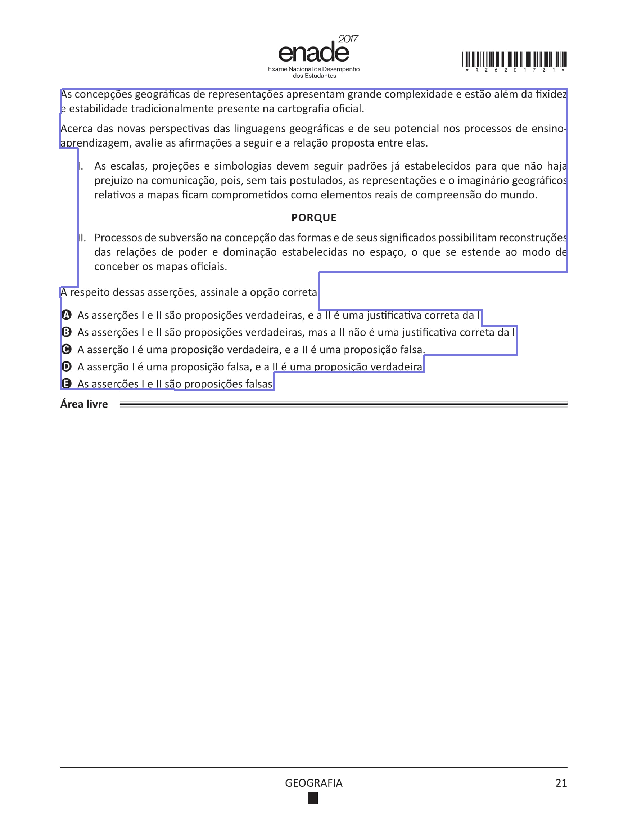 2017
enade
Exame Nacional de Desempenho
dos Estudantes
*R26201721*
As concepções geográficas de representações apresentam grande complexidade e estão além da fixidez
e estabilidade tradicionalmente presente na cartografia oficial.
Acerca das novas perspectivas das linguagens geográficas e de seu potencial nos processos de ensino-
aprendizagem, avalie as afirmações a seguir e a relação proposta entre elas.
I. As escalas, projeções e simbologias devem seguir padrões já estabelecidos para que não haja
prejuízo na comunicação, pois, sem tais postulados, as representações e o imaginário geográficos
relativos a mapas ficam comprometidos como elementos reais de compreensão do mundo.
PORQUE
II. Processos de subversão na concepção das formas e de seus significados possibilitam reconstruções
das relações de poder e dominação estabelecidas no espaço, o que se estende ao modo de
conceber os mapas oficiais.
A respeito dessas asserções, assinale a opção correta.
A As asserções I e II são proposições verdadeiras, e a II é uma justificativa correta da I.
B As asserções I e II são proposições verdadeiras, mas a II não é uma justificativa correta da I.
C A asserção I é uma proposição verdadeira, e a II é uma proposição falsa.
D A asserção I é uma proposição falsa, e a II é uma proposição verdadeira.
E As asserções I e II são proposições falsas.
Área livre
GEOGRAFIA
21